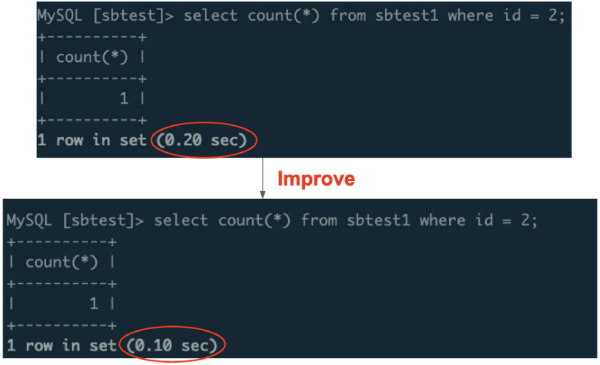 MySQL [sbtest]> select count(*) from sbtest1 where id = 2;
+----------+
| count(*) |
+----------+
|        1 |
+----------+
1 row in set (0.20 sec)
Improve
MySQL [sbtest]> select count(*) from sbtest1 where id = 2;
+----------+
| count(*) |
+----------+
|        1 |
+----------+
1 row in set (0.10 sec)